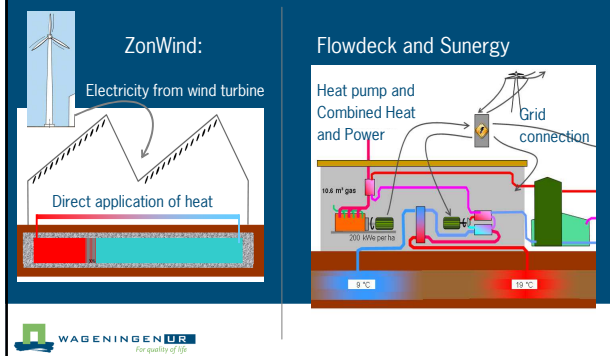 ZonWind:
Electricity from wind turbine
Direct application of heat
Flowdeck and Sunergy
Heat pump and
Combined Heat
and Power
Grid
connection
10.6 m³ gas
200 kWe per ha
9 °C
19 °C
WAGENINGEN UR
For quality of life